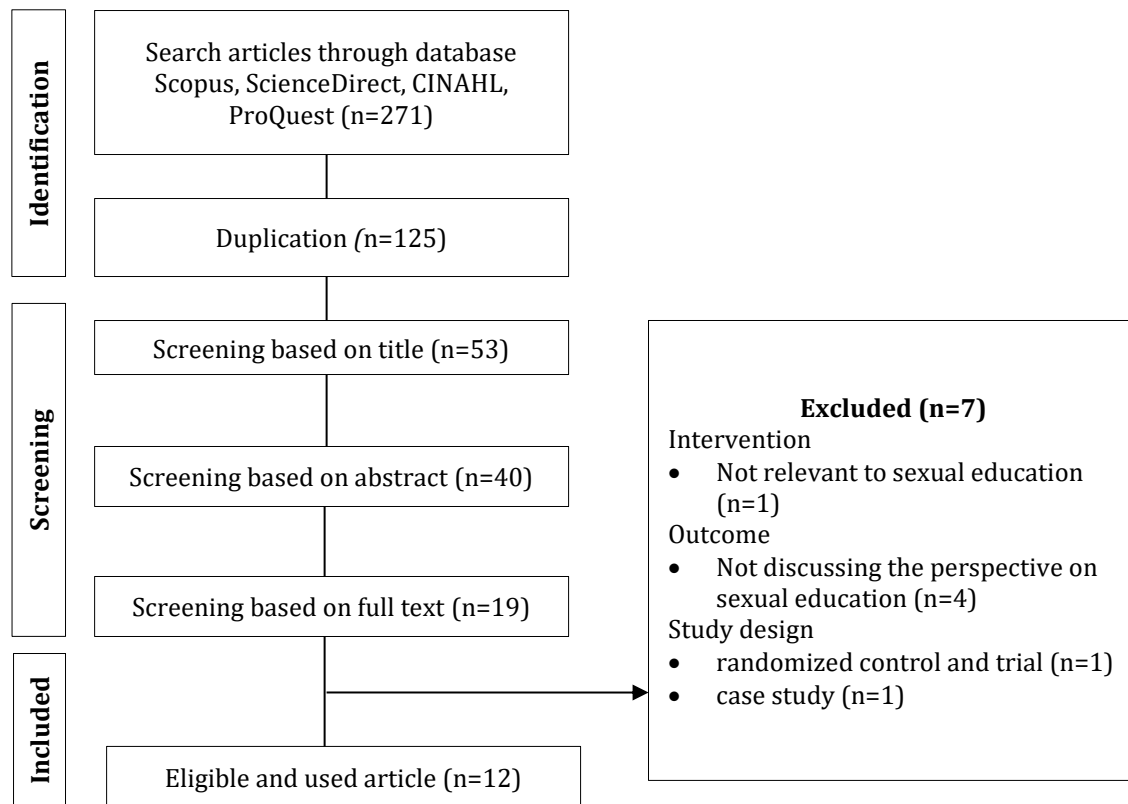 Identification
Search articles through database
Scopus, ScienceDirect, CINAHL,
ProQuest (n=271)
Duplication (n=125)
Screening
Screening based on title (n=53)
Screening based on abstract (n=40)
Screening based on full text (n=19)
Excluded (n=7)
Intervention
• Not relevant to sexual education
(n=1)
Outcome
• Not discussing the perspective on
sexual education (n=4)
Study design
• randomized control and trial (n=1)
• case study (n=1)
Included
Eligible and used article (n=12)